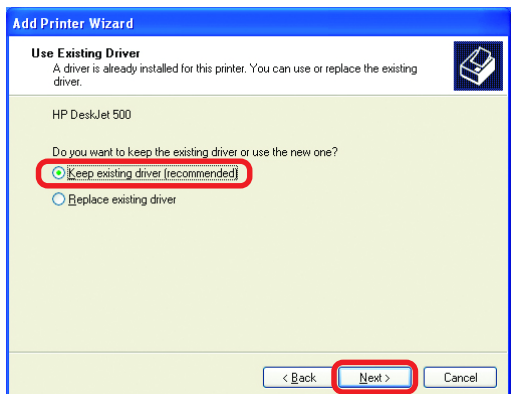 Add Printer Wizard
Use Existing Driver
A driver is already installed for this printer. You can use or replace the existing
driver.
HP DeskJet 500
Do you want to keep the existing driver or use the new one?
Keep existing driver (recommended)
Replace existing driver
< Back
Next >
Cancel